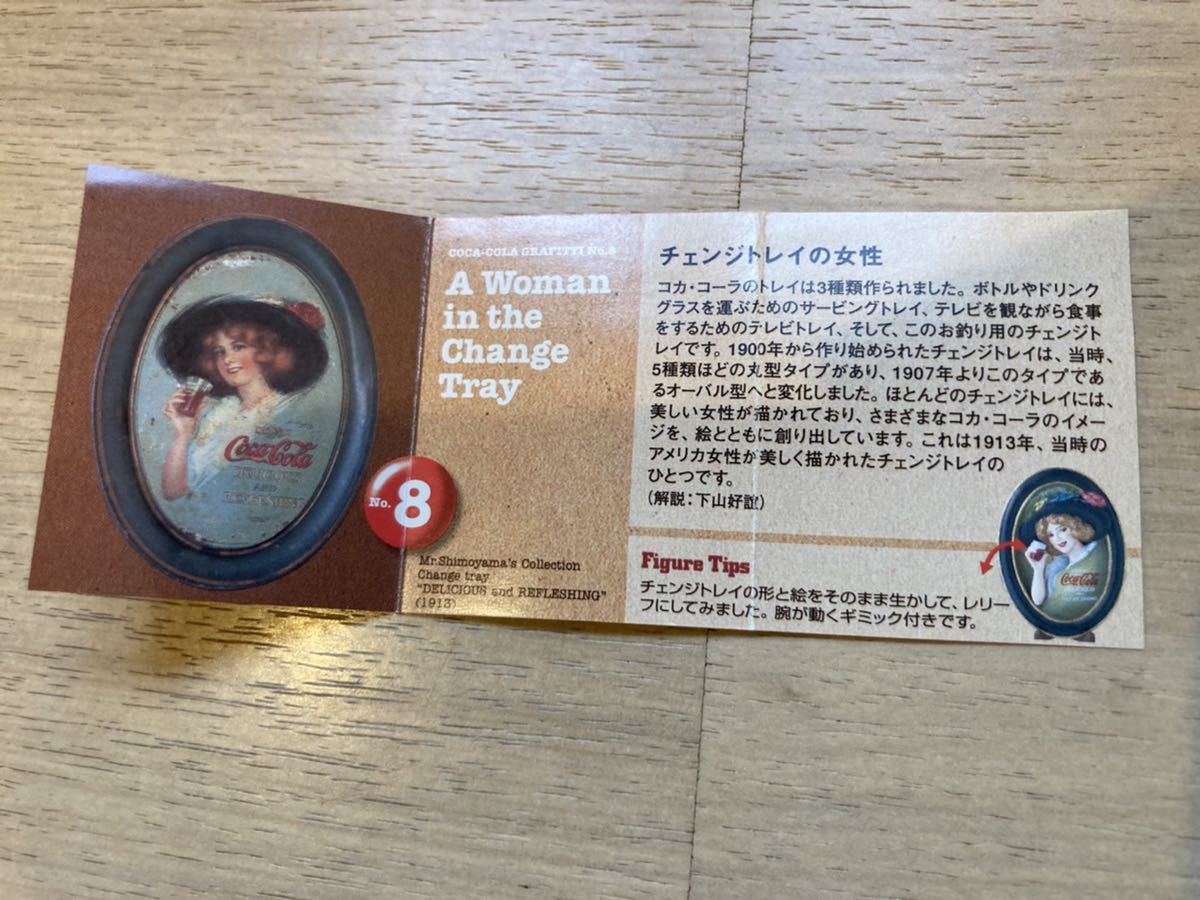 Coca-Cola
DELICIOUS
AND
No. 8
COCA-COLA GRAFITTI No.8
A Woman
in the
Change
Tray
Mr.Shimoyama's Collection
Change tray
"DELICIOUS and REFLESHING"
(1913)
チェンジトレイの女性
コカ・コーラのトレイは3種類作られました。ボトルやドリンク
グラスを運ぶためのサービングトレイ、テレビを観ながら食事
をするためのテレビトレイ、そして、このお釣り用のチェンジト
レイです。1900年から作り始められたチェンジトレイは、当時、
5種類ほどの丸型タイプがあり、1907年よりこのタイプであ
るオーバル型へと変化しました。ほとんどのチェンジトレイには、
美しい女性が描かれており、さまざまなコカ・コーラのイメー
ジを、絵とともに創り出しています。これは1913年、当時の
アメリカ女性が美しく描かれたチェンジトレイの
ひとつです。
(解説:下山好誼)
Figure Tips
チェンジトレイの形と絵をそのまま生かして、レリー
フにしてみました。腕が動くギミック付きです。
Coca-Cola